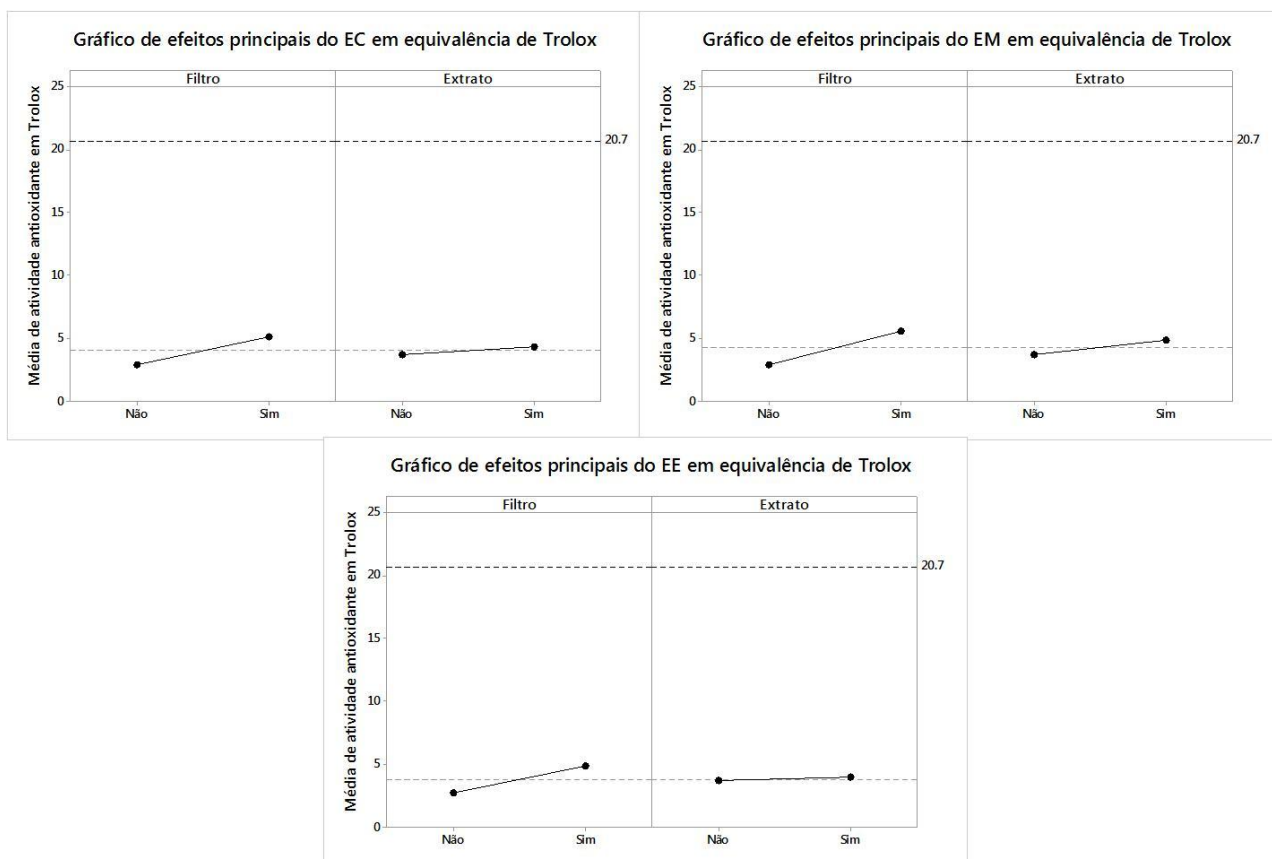 Gráfico de efeitos principais do EC em equivalência de Trolox
Filtro
Extrato
Média de atividade antioxidante em Trolox
25
20
15
10
5
0
20.7
Não
Sim
Não
Sim
Gráfico de efeitos principais do EM em equivalência de Trolox
Filtro
Extrato
Média de atividade antioxidante em Trolox
25
20
15
10
5
0
20.7
Não
Sim
Não
Sim
Gráfico de efeitos principais do EE em equivalência de Trolox
Filtro
Extrato
Média de atividade antioxidante em Trolox
25
20
15
10
5
0
20.7
Não
Sim
Não
Sim